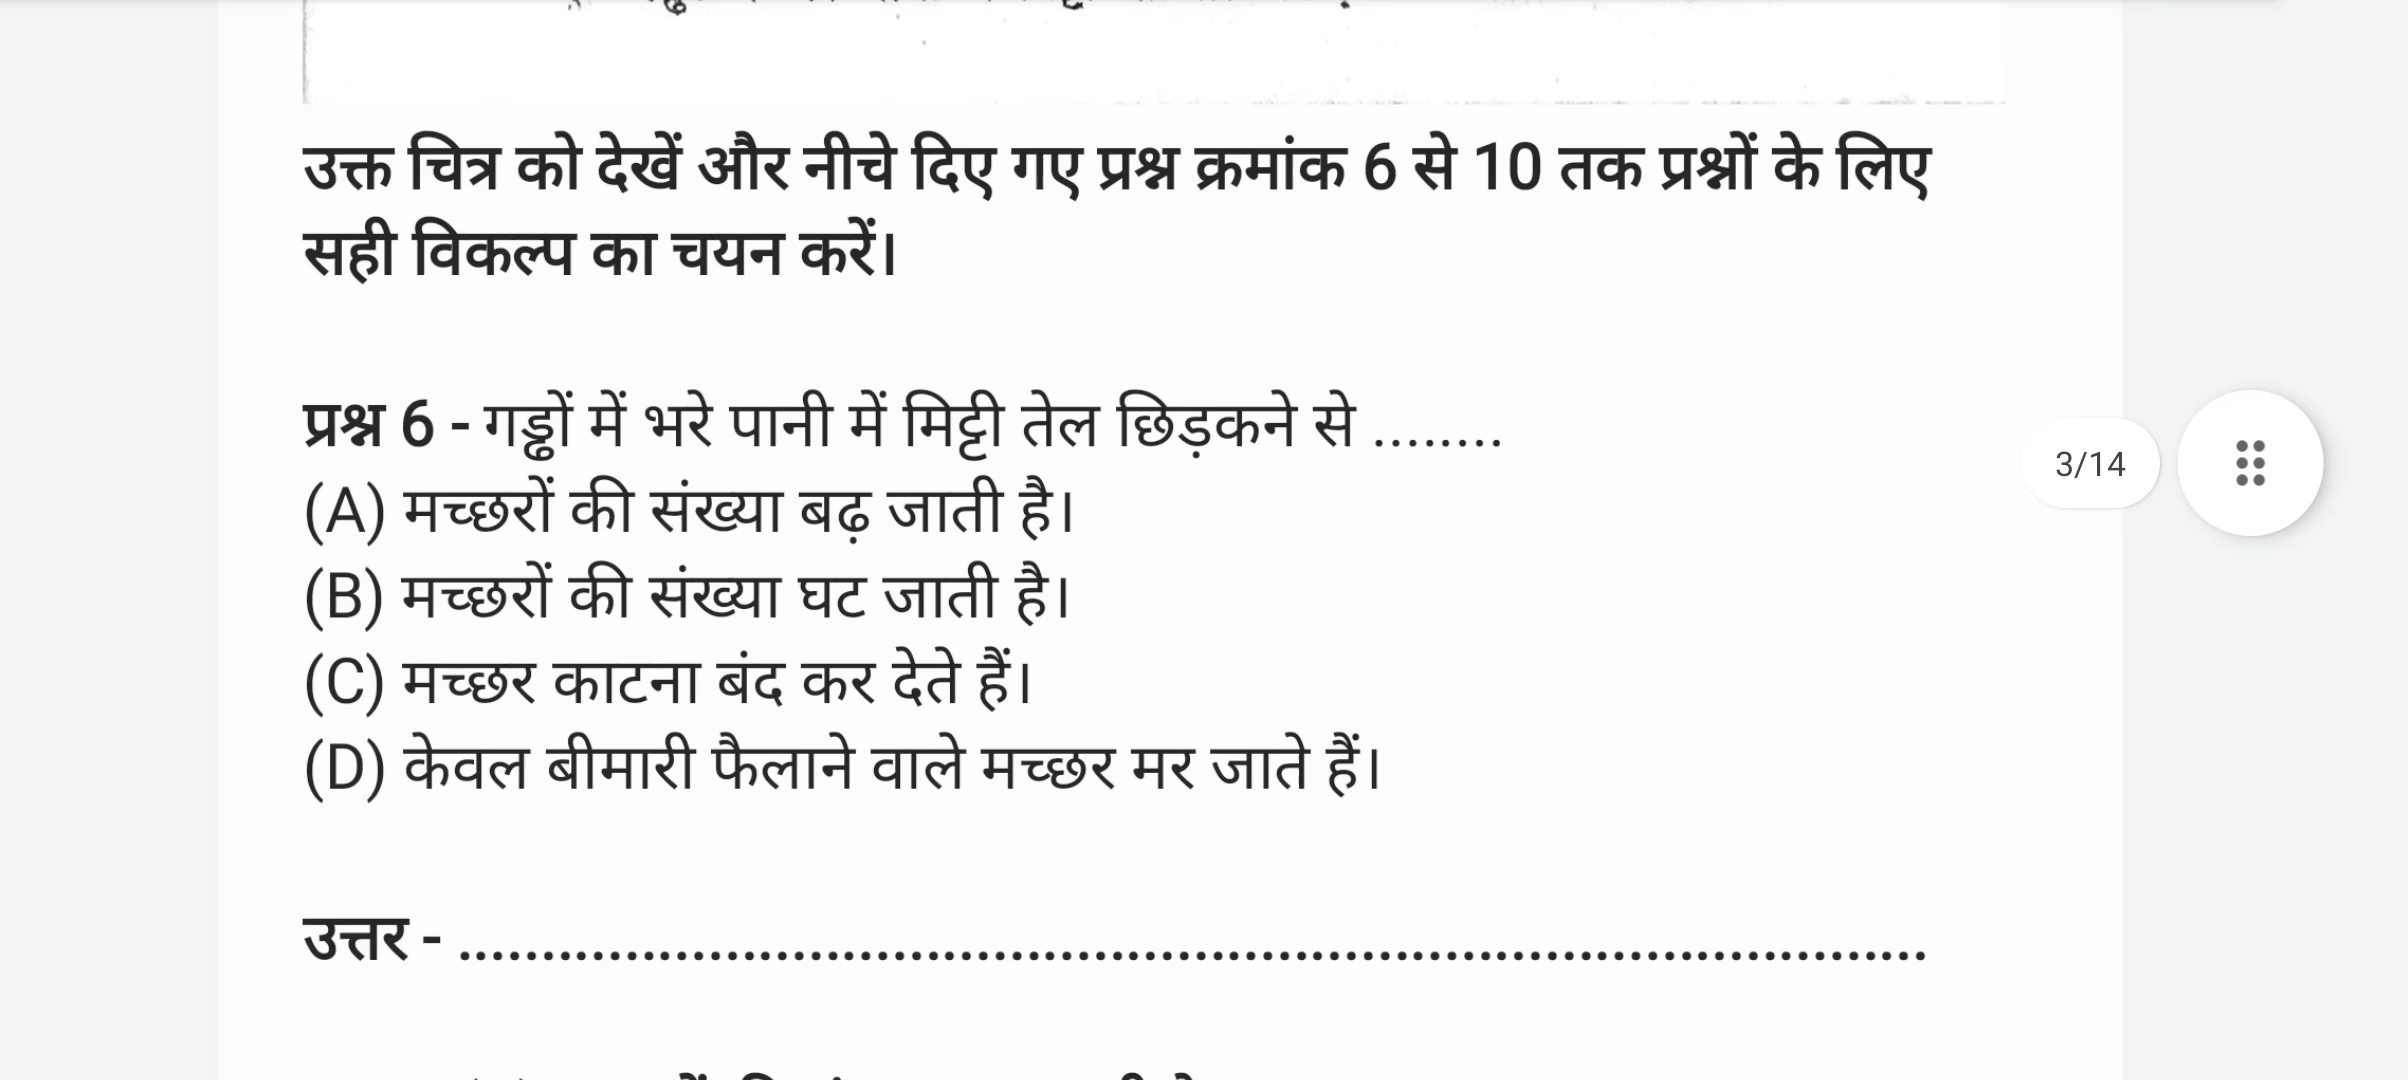 उक्त चित्र को देखें और नीचे दिए गए प्रश्न क्रमांक 6 से 10 तक प्रश्नों के लिए
सही विकल्प का चयन करें।
प्रश्न 6 - गड्ढों में भरे पानी में मिट्टी तेल छिड़कने से ........
(A) मच्छरों की संख्या बढ़ जाती है।
(B) मच्छरों की संख्या घट जाती है।
(C) मच्छर काटना बंद कर देते हैं।
(D) केवल बीमारी फैलाने वाले मच्छर मर जाते हैं।
3/14
उत्तर - ........................................................................................